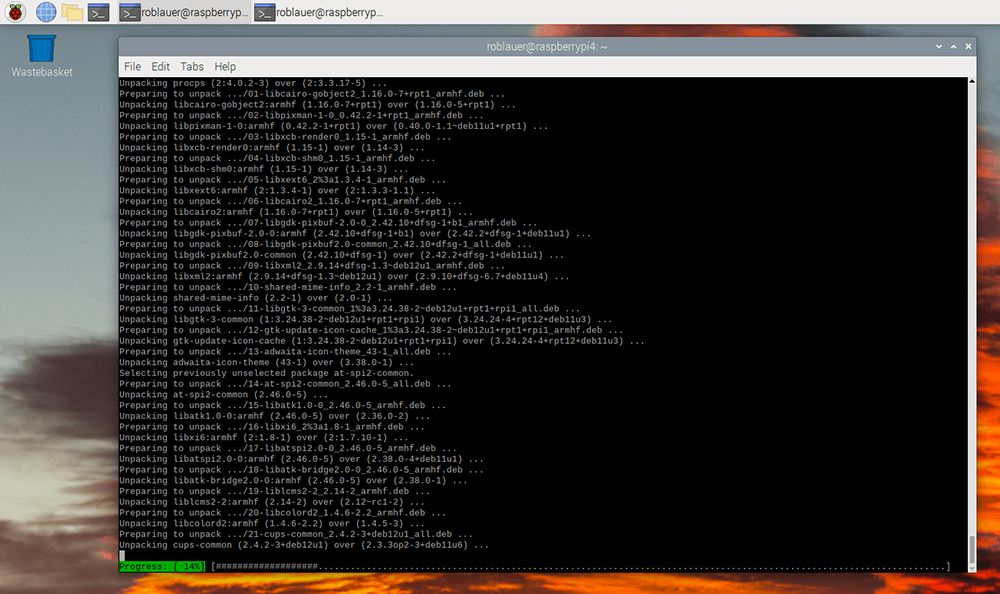 roblauer@raspberryp...
roblauer@raspberryp...
Wastebasket
roblauer@raspberrypi4: ~
File Edit Tabs Help
Unpacking procps (2:4.0.2-3) over (2:3.3.17-5) ...
Preparing to unpack .../01-libcairo-gobject2_1.16.0-7+rpt1_armhf.deb ...
Unpacking libcairo-gobject2:armhf (1.16.0-7+rpt1) over (1.16.0-5+rpt1) ...
Preparing to unpack .../02-libpixman-1-0_0.42.2-1+rpt1_armhf.deb ...
Unpacking libpixman-1-0:armhf (0.42.2-1+rpt1) over (0.40.0-1.1~deb11u1+rpt1) ...
Preparing to unpack .../03-libxcb-render0_1.15-1_armhf.deb ...
Unpacking libxcb-render0:armhf (1.15-1) over (1.14-3) ...
Preparing to unpack .../04-libxcb-shm0_1.15-1_armhf.deb ...
Unpacking libxcb-shm0:armhf (1.15-1) over (1.14-3) ...
Preparing to unpack .../05-libxext6_2%3a1.3.4-1_armhf.deb ...
Unpacking libxext6:armhf (2:1.3.4-1) over (2:1.3.3-1.1) ...
Preparing to unpack .../06-libcairo2_1.16.0-7+rpt1_armhf.deb ...
Unpacking libcairo2:armhf (1.16.0-7+rpt1) over (1.16.0-5+rpt1) ...
Preparing to unpack .../07-libgdk-pixbuf-2.0-0_2.42.10+dfsg-1+b1_armhf.deb ...
Unpacking libgdk-pixbuf-2.0-0:armhf (2.42.10+dfsg-1+b1) over (2.42.2+dfsg-1+deb11u1) ...
Preparing to unpack .../08-libgdk-pixbuf2.0-common_2.42.10+dfsg-1_all.deb ...
Unpacking libgdk-pixbuf2.0-common (2.42.10+dfsg-1) over (2.42.2+dfsg-1+deb11u1) ...
Preparing to unpack .../09-libxml2_2.9.14+dfsg-1.3~deb12u1_armhf.deb ...
Unpacking libxml2:armhf (2.9.14+dfsg-1.3~deb12u1) over (2.9.10+dfsg-6.7+deb11u4) ...
Preparing to unpack .../10-shared-mime-info_2.2-1_armhf.deb ...
Unpacking shared-mime-info (2.2-1) over (2.0-1) ...
Preparing to unpack .../11-libgtk-3-common_1%3a3.24.38-2~deb12u1+rpt1+rpi1_all.deb ...
Unpacking libgtk-3-common (1:3.24.38-2~deb12u1+rpt1+rpi1) over (3.24.24-4+rpt12+deb11u3) ...
Preparing to unpack .../12-gtk-update-icon-cache_1%3a3.24.38-2~deb12u1+rpt1+rpi1_armhf.deb ...
Unpacking gtk-update-icon-cache (1:3.24.38-2~deb12u1+rpt1+rpi1) over (3.24.24-4+rpt12+deb11u3) ...
Preparing to unpack .../13-adwaita-icon-theme_43-1_all.deb ...
Unpacking adwaita-icon-theme (43-1) over (3.38.0-1) ...
Selecting previously unselected package at-spi2-common.
Preparing to unpack .../14-at-spi2-common_2.46.0-5_all.deb ...
Unpacking at-spi2-common (2.46.0-5) ...
Preparing to unpack .../15-libatk1.0-0_2.46.0-5_armhf.deb ...
Unpacking libatk1.0-0:armhf (2.46.0-5) over (2.36.0-2) ...
Preparing to unpack .../16-libxi6_2%3a1.8-1_armhf.deb ...
Unpacking libxi6:armhf (2:1.8-1) over (2:1.7.10-1) ...
Preparing to unpack .../17-libatspi2.0-0_2.46.0-5_armhf.deb ...
Unpacking libatspi2.0-0:armhf (2.46.0-5) over (2.38.0-4+deb11u1) ...
Preparing to unpack .../18-libatk-bridge2.0-0_2.46.0-5_armhf.deb ...
Unpacking libatk-bridge2.0-0:armhf (2.46.0-5) over (2.38.0-1) ...
Preparing to unpack .../19-liblcms2-2_2.14-2_armhf.deb ...
Unpacking liblcms2-2:armhf (2.14-2) over (2.12~rc1-2) ...
Preparing to unpack .../20-libcolord2_1.4.6-2.2_armhf.deb ...
Unpacking libcolord2:armhf (1.4.6-2.2) over (1.4.5-3) ...
Preparing to unpack .../21-cups-common_2.4.2-3+deb12u1_all.deb ...
Unpacking cups-common (2.4.2-3+deb12u1) over (2.3.3op2-3+deb11u6) ...
Progress: [ 14%] [###################.....................................................................................................................]